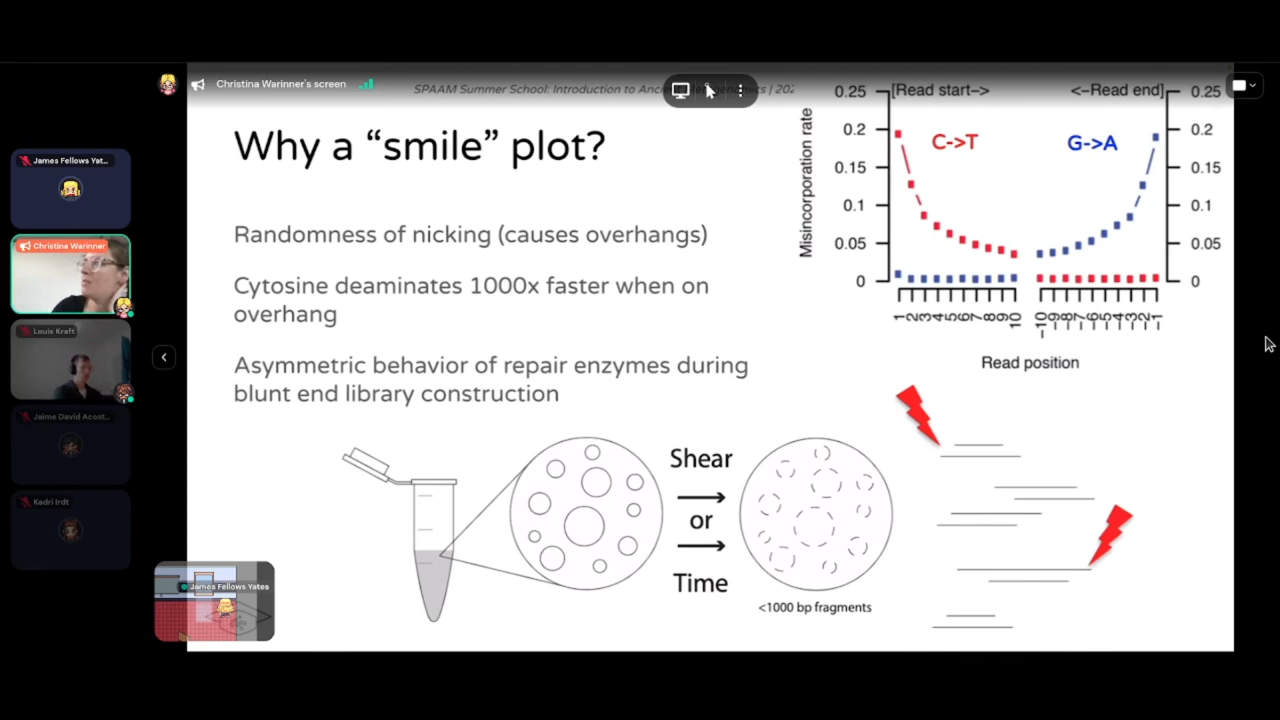 Christina Warinner's screen
SPAAM Summer School: Introduction to
James Fellows Yat...
Christina Warinner
Louis Kraft
Jaime David Acost...
Kadri Irdt
James Fellows Yates
Why a “smile” plot?
Randomness of nicking (causes overhangs)
Cytosine deaminates 1000x faster when on
overhang
Asymmetric behavior of repair enzymes during
blunt end library construction
[Read start–> <–Read end]
C->T G->A
Misincorporation rate
0.25 0.25
0.2 0.2
0.15 0.15
0.1 0.1
0.05 0.05
0 0
1 2 3 4 5 6 7 8 9 10 −10 −9 −8 −7 −6 −5 −4 −3 −2 −1
Read position
Shear
or
Time
<1000 bp fragments